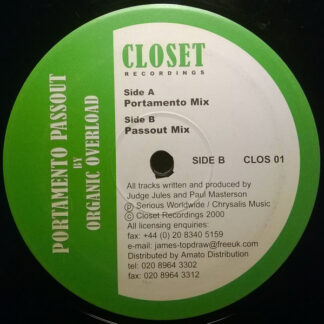 PORTAMENTO PASSOUT
BY
ORGANIC OVERLOAD
CLOSET
RECORDINGS
Side A
Portamento Mix
Side B
Passout Mix
SIDE B CLOS 01
All tracks written and produced by
Judge Jules and Paul Masterson
℗ Serious Worldwide / Chrysalis Music
© Closet Recordings 2000
All licensing enquiries:
fax: +44 (0) 20 8340 5159
e-mail: james-topdraw@freeuk.com
Distributed by Amato Distribution
tel: 020 8964 3302
fax: 020 8964 3312